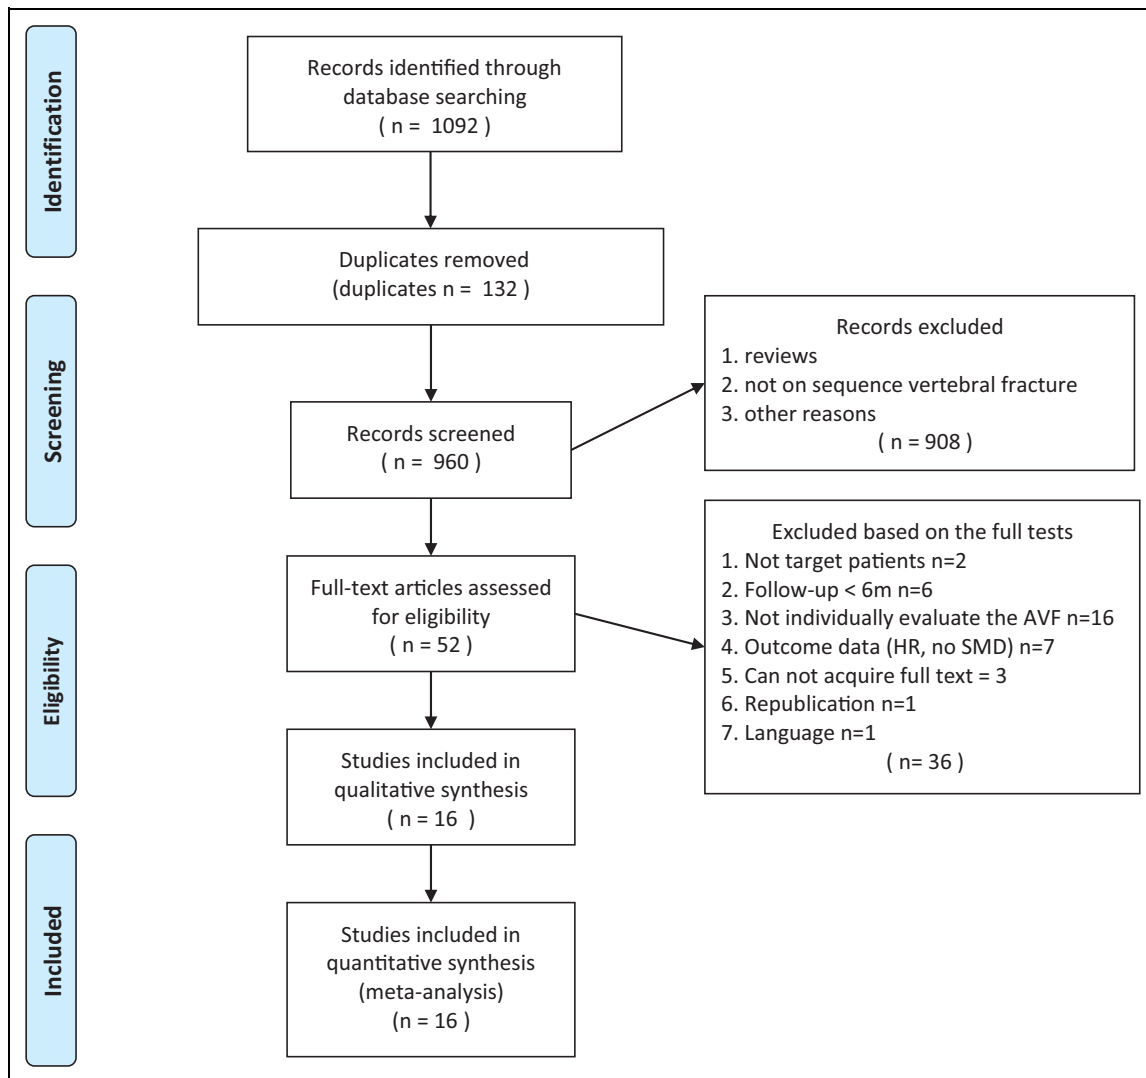 Identification
Records identified through
database searching
( n = 1092 )
Duplicates removed
(duplicates n = 132 )
Screening
Records screened
( n = 960 )
Records excluded
1. reviews
2. not on sequence vertebral fracture
3. other reasons
( n = 908 )
Eligibility
Full-text articles assessed
for eligibility
( n = 52 )
Excluded based on the full tests
1. Not target patients n=2
2. Follow-up < 6m n=6
3. Not individually evaluate the AVF n=16
4. Outcome data (HR, no SMD) n=7
5. Can not acquire full text = 3
6. Republication n=1
7. Language n=1
( n= 36 )
Studies included in
qualitative synthesis
( n = 16 )
Included
Studies included in
quantitative synthesis
(meta-analysis)
(n = 16 )